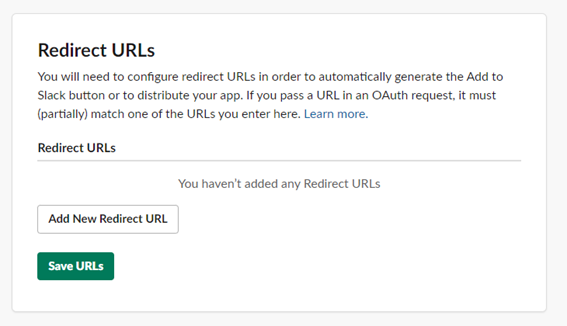 Redirect URLs
You will need to configure redirect URLs in order to automatically generate the Add to
Slack button or to distribute your app. If you pass a URL in an OAuth request, it must
(partially) match one of the URLs you enter here. Learn more.
Redirect URLs
You haven't added any Redirect URLs
Add New Redirect URL
Save URLs